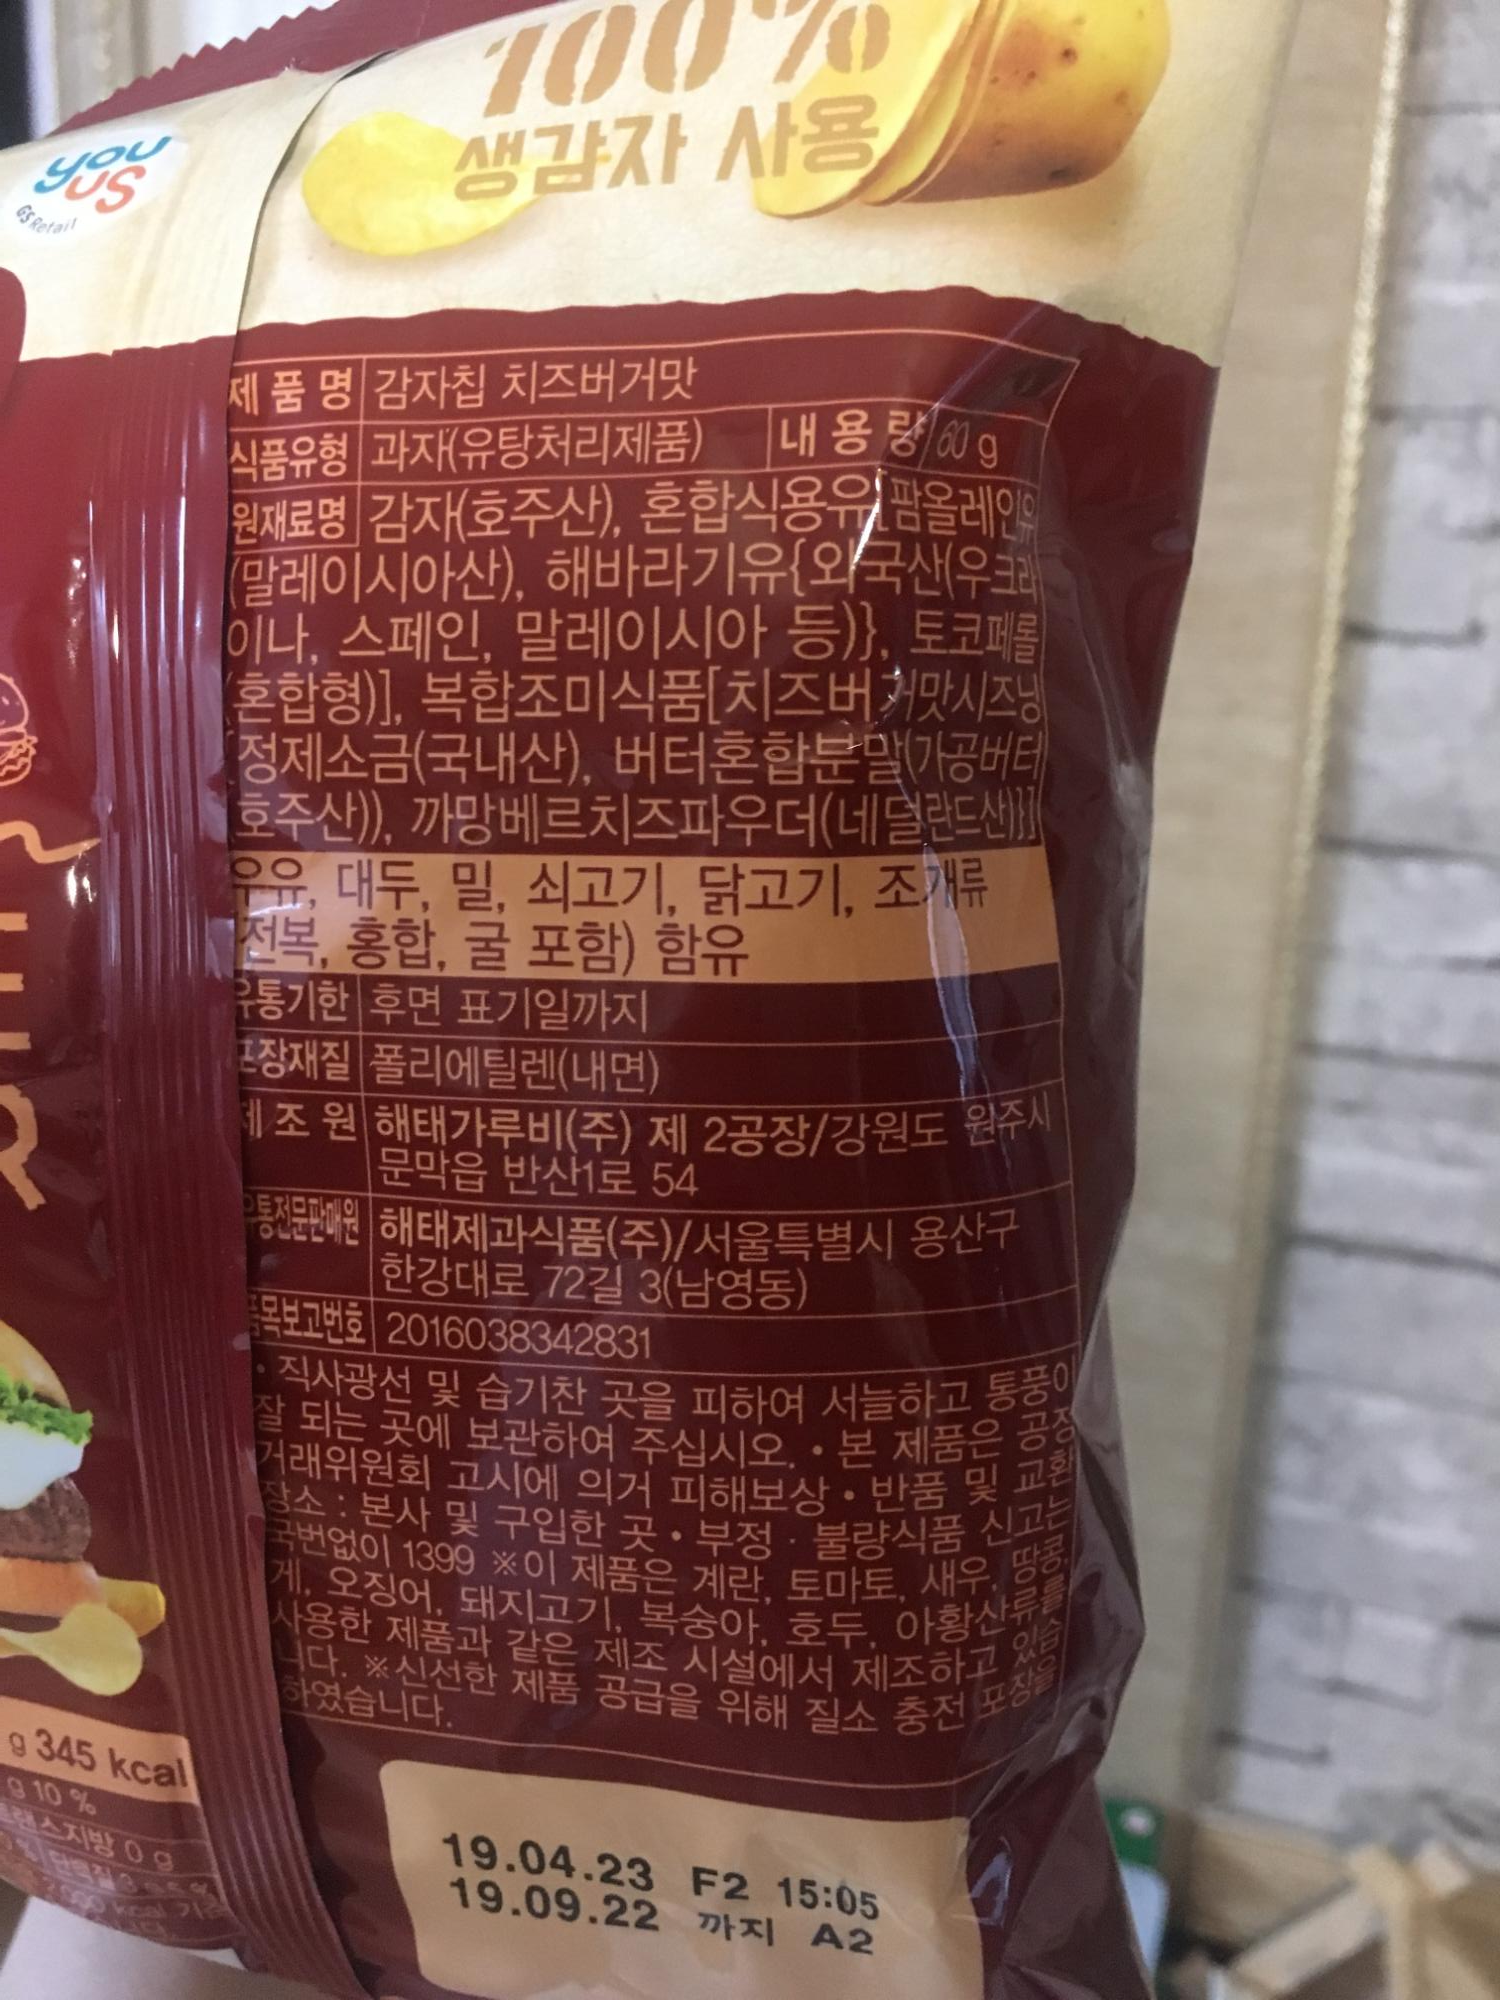 100%
생감자 사용
you
us
GS Retail
제 품 명 감자칩 치즈버거맛
식품유형 과자(유탕처리제품) 내 용 량 60 g
원재료명 감자(호주산), 혼합식용유[팜올레인유
(말레이시아산), 해바라기유{외국산(우크라
이나, 스페인, 말레이시아 등)}, 토코페롤
(혼합형)], 복합조미식품[치즈버거맛시즈닝
정제소금(국내산), 버터혼합분말(가공버터
호주산)), 까망베르치즈파우더(네덜란드산)}]
우유, 대두, 밀, 쇠고기, 닭고기, 조개류
전복, 홍합, 굴 포함) 함유
유통기한 후면 표기일까지
포장재질 폴리에틸렌(내면)
제 조 원 해태가루비(주) 제 2공장/강원도 원주시
문막읍 반산1로 54
유통전문판매원 해태제과식품(주)/서울특별시 용산구
한강대로 72길 3(남영동)
품목보고번호 2016038342831
• 직사광선 및 습기찬 곳을 피하여 서늘하고 통풍이
잘 되는 곳에 보관하여 주십시오. • 본 제품은 공정
거래위원회 고시에 의거 피해보상 • 반품 및 교환
장소 : 본사 및 구입한 곳 • 부정 · 불량식품 신고는
국번없이 1399 ※이 제품은 계란, 토마토, 새우, 땅콩,
게, 오징어, 돼지고기, 복숭아, 호두, 아황산류를
사용한 제품과 같은 제조 시설에서 제조하고 있습
니다. ※신선한 제품 공급을 위해 질소 충전 포장을
하였습니다.
g 345 kcal
g 10 %
트랜스지방 0 g
19.04.23 F2 15:05
19.09.22 까지 A2